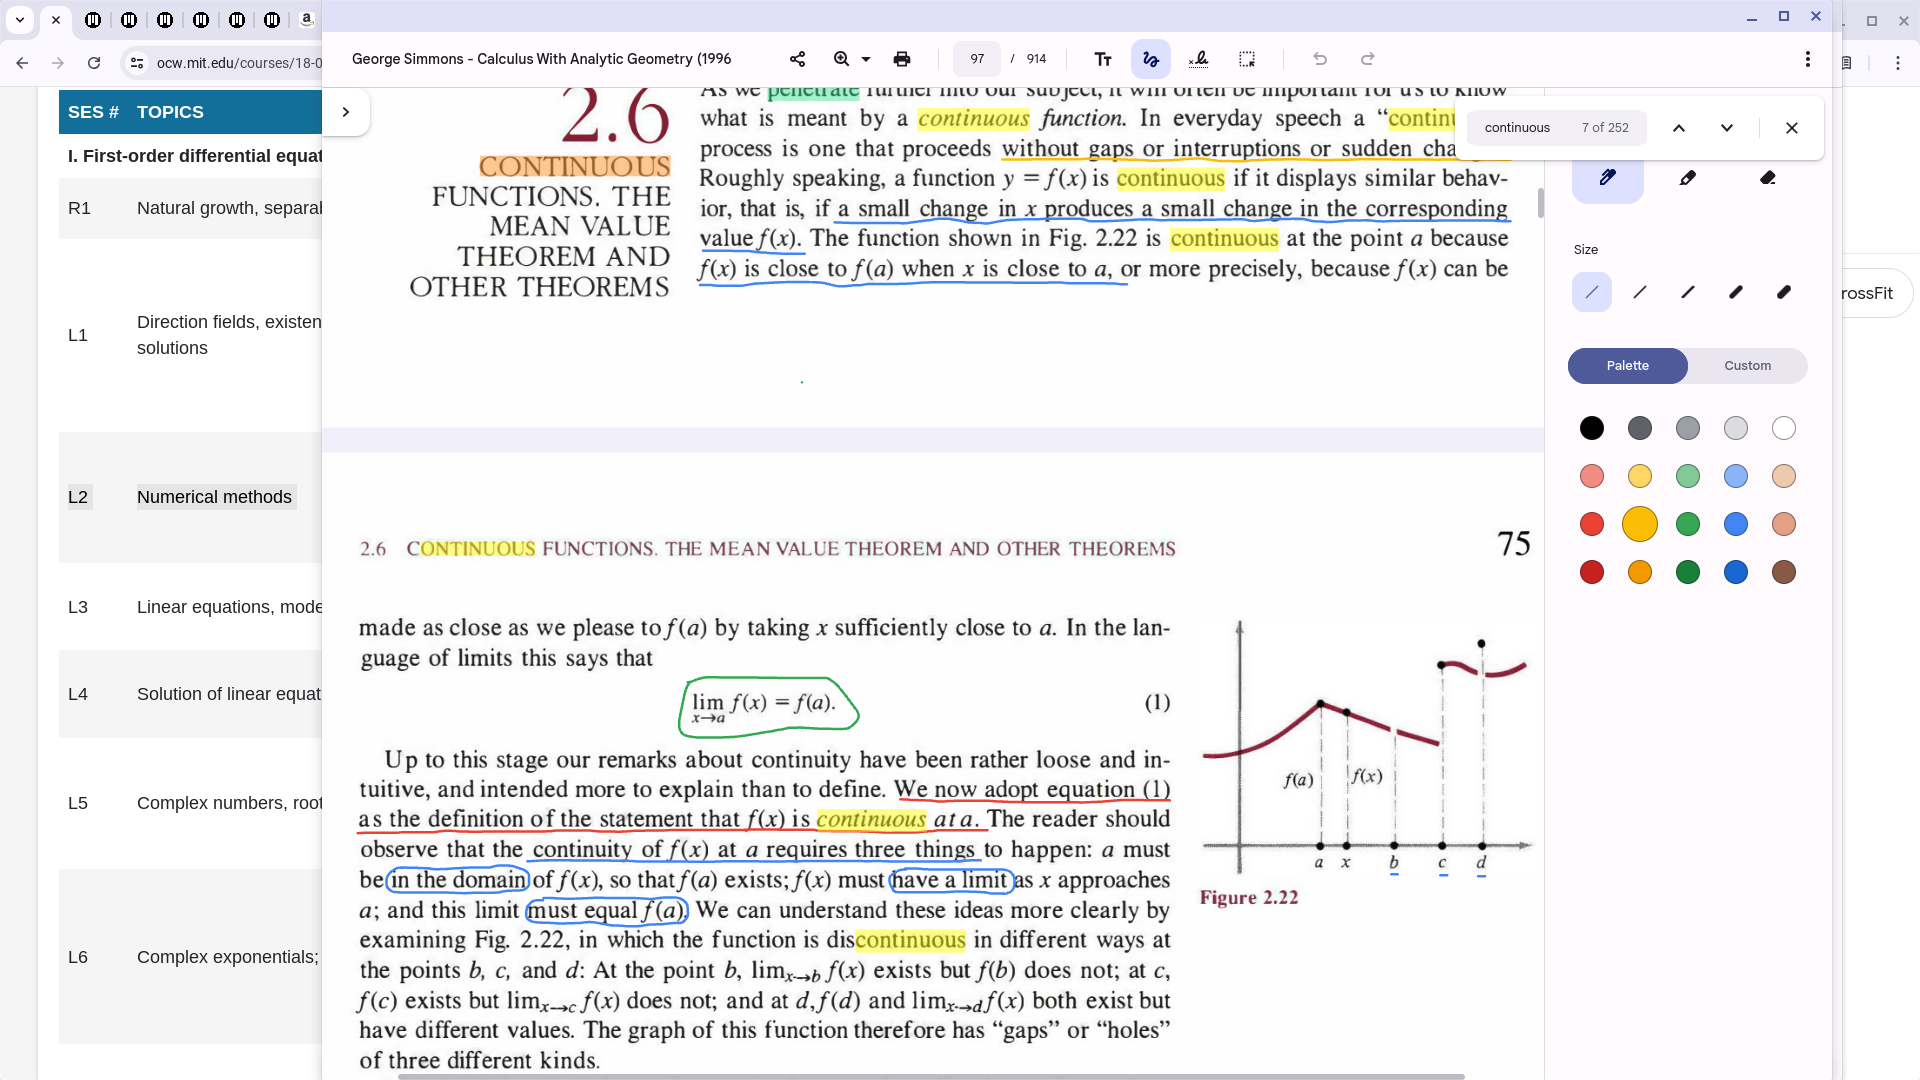 ocw.mit.edu/courses/18-0
SES # TOPICS
I. First-order differential equat
R1 Natural growth, separal
L1 Direction fields, existen
solutions
L2 Numerical methods
L3 Linear equations, mode
L4 Solution of linear equat
L5 Complex numbers, root
L6 Complex exponentials;
George Simmons - Calculus With Analytic Geometry (1996
97 / 914
continuous 7 of 252
Size
Palette Custom
rossFit
2.6
CONTINUOUS
FUNCTIONS. THE
MEAN VALUE
THEOREM AND
OTHER THEOREMS
As we penetrate further into our subject, it will often be important for us to know
what is meant by a continuous function. In everyday speech a “contin
process is one that proceeds without gaps or interruptions or sudden cha
Roughly speaking, a function y = f(x) is continuous if it displays similar behav-
ior, that is, if a small change in x produces a small change in the corresponding
value f(x). The function shown in Fig. 2.22 is continuous at the point a because
f(x) is close to f(a) when x is close to a, or more precisely, because f(x) can be
2.6 CONTINUOUS FUNCTIONS. THE MEAN VALUE THEOREM AND OTHER THEOREMS 75
made as close as we please to f(a) by taking x sufficiently close to a. In the lan-
guage of limits this says that
lim f(x) = f(a). (1)
x→a
Up to this stage our remarks about continuity have been rather loose and in-
tuitive, and intended more to explain than to define. We now adopt equation (1)
as the definition of the statement that f(x) is continuous at a. The reader should
observe that the continuity of f(x) at a requires three things to happen: a must
be in the domain of f(x), so that f(a) exists; f(x) must have a limit as x approaches
a; and this limit must equal f(a). We can understand these ideas more clearly by
examining Fig. 2.22, in which the function is discontinuous in different ways at
the points b, c, and d: At the point b, limx→b f(x) exists but f(b) does not; at c,
f(c) exists but limx→c f(x) does not; and at d, f(d) and limx→d f(x) both exist but
have different values. The graph of this function therefore has “gaps” or “holes”
of three different kinds.
f(a) f(x)
a x b c d
Figure 2.22